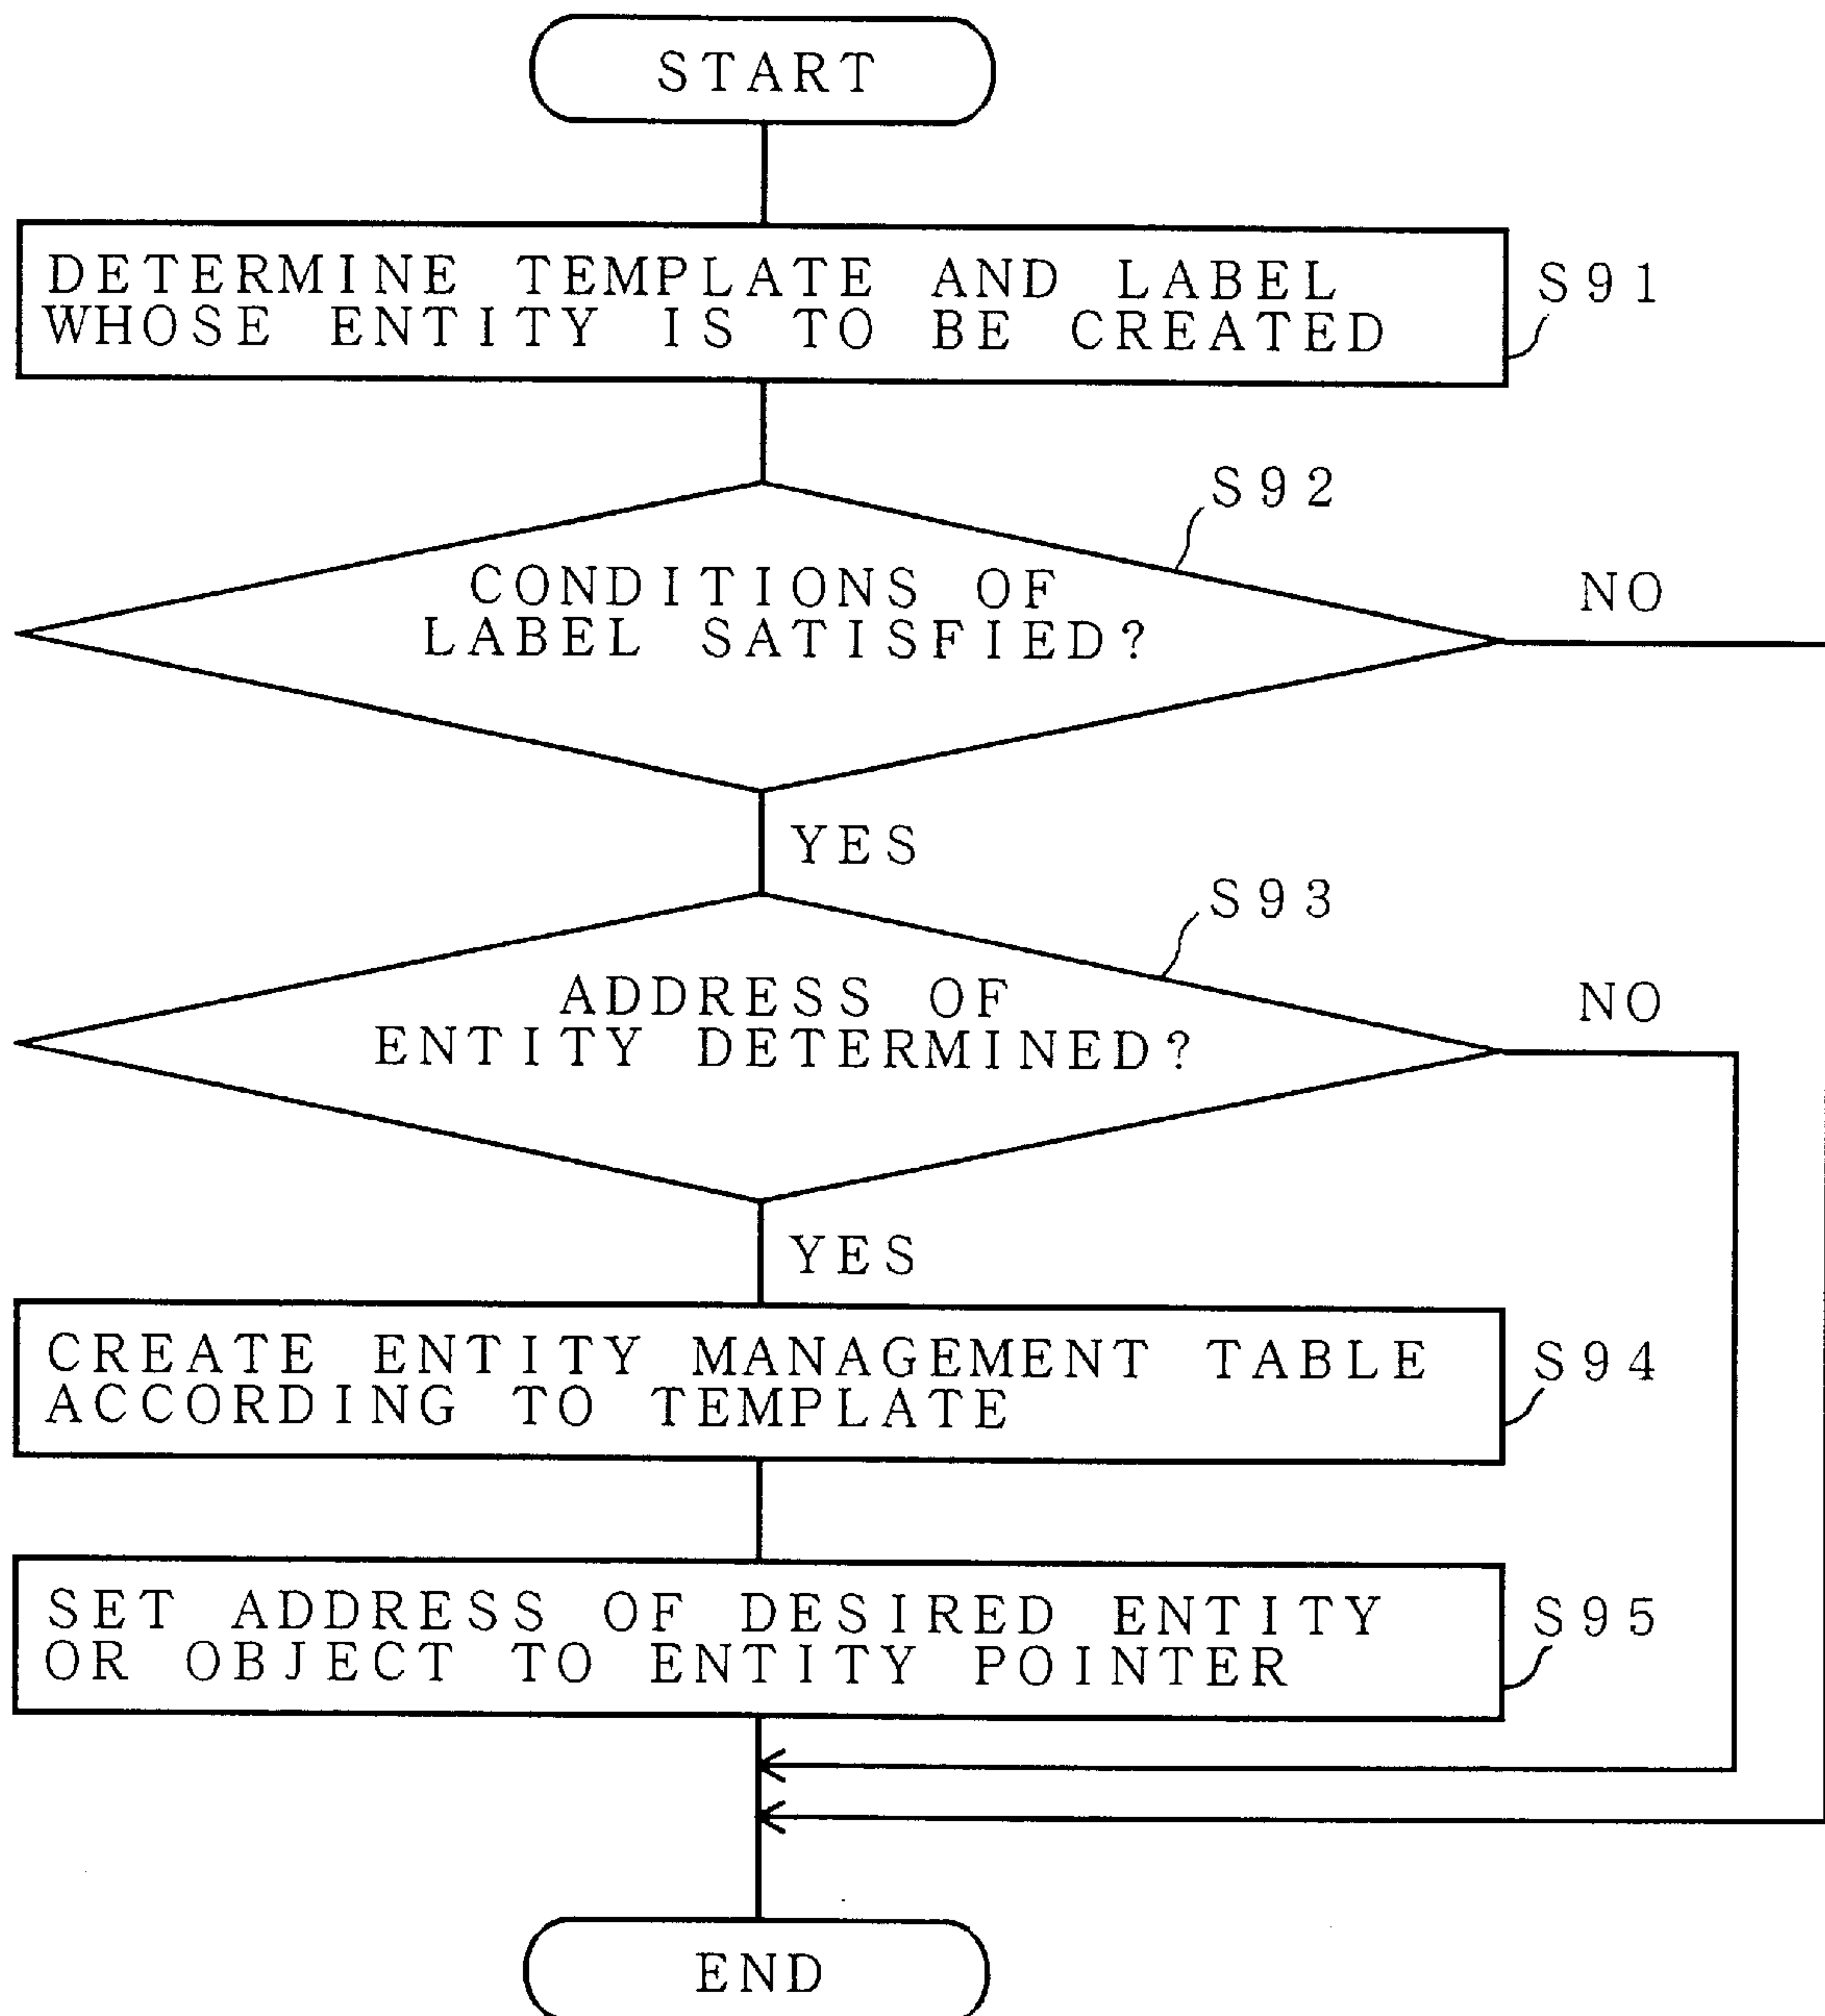 START
DETERMINE TEMPLATE AND LABEL
WHOSE ENTITY IS TO BE CREATED
S91
S92
CONDITIONS OF
LABEL SATISFIED?
NO
YES
S93
ADDRESS OF
ENTITY DETERMINED?
NO
YES
CREATE ENTITY MANAGEMENT TABLE
ACCORDING TO TEMPLATE
S94
SET ADDRESS OF DESIRED ENTITY
OR OBJECT TO ENTITY POINTER
S95
END